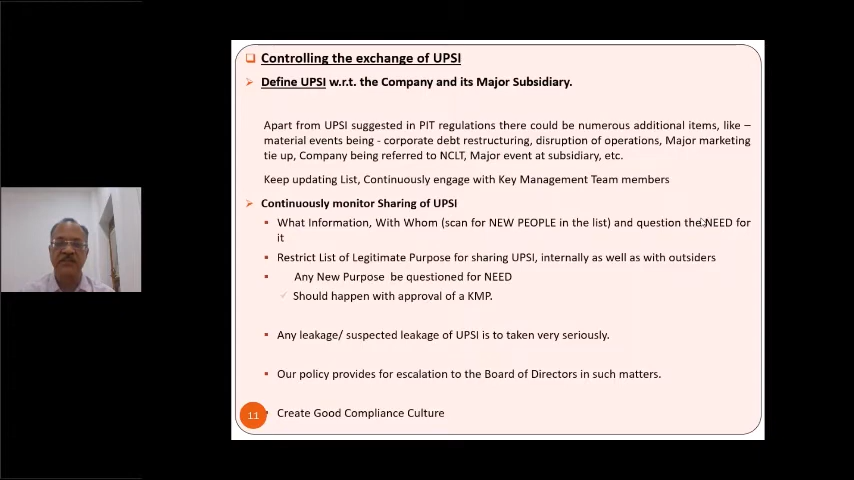 Controlling the exchange of UPSI
Define UPSI w.r.t. the Company and its Major Subsidiary.
Apart from UPSI suggested in PIT regulations there could be numerous additional items, like –
material events being - corporate debt restructuring, disruption of operations, Major marketing
tie up, Company being referred to NCLT, Major event at subsidiary, etc.
Keep updating List, Continuously engage with Key Management Team members
Continuously monitor Sharing of UPSI
What Information, With Whom (scan for NEW PEOPLE in the list) and question the NEED for
it
Restrict List of Legitimate Purpose for sharing UPSI, internally as well as with outsiders
Any New Purpose be questioned for NEED
Should happen with approval of a KMP.
Any leakage/ suspected leakage of UPSI is to taken very seriously.
Our policy provides for escalation to the Board of Directors in such matters.
11
Create Good Compliance Culture